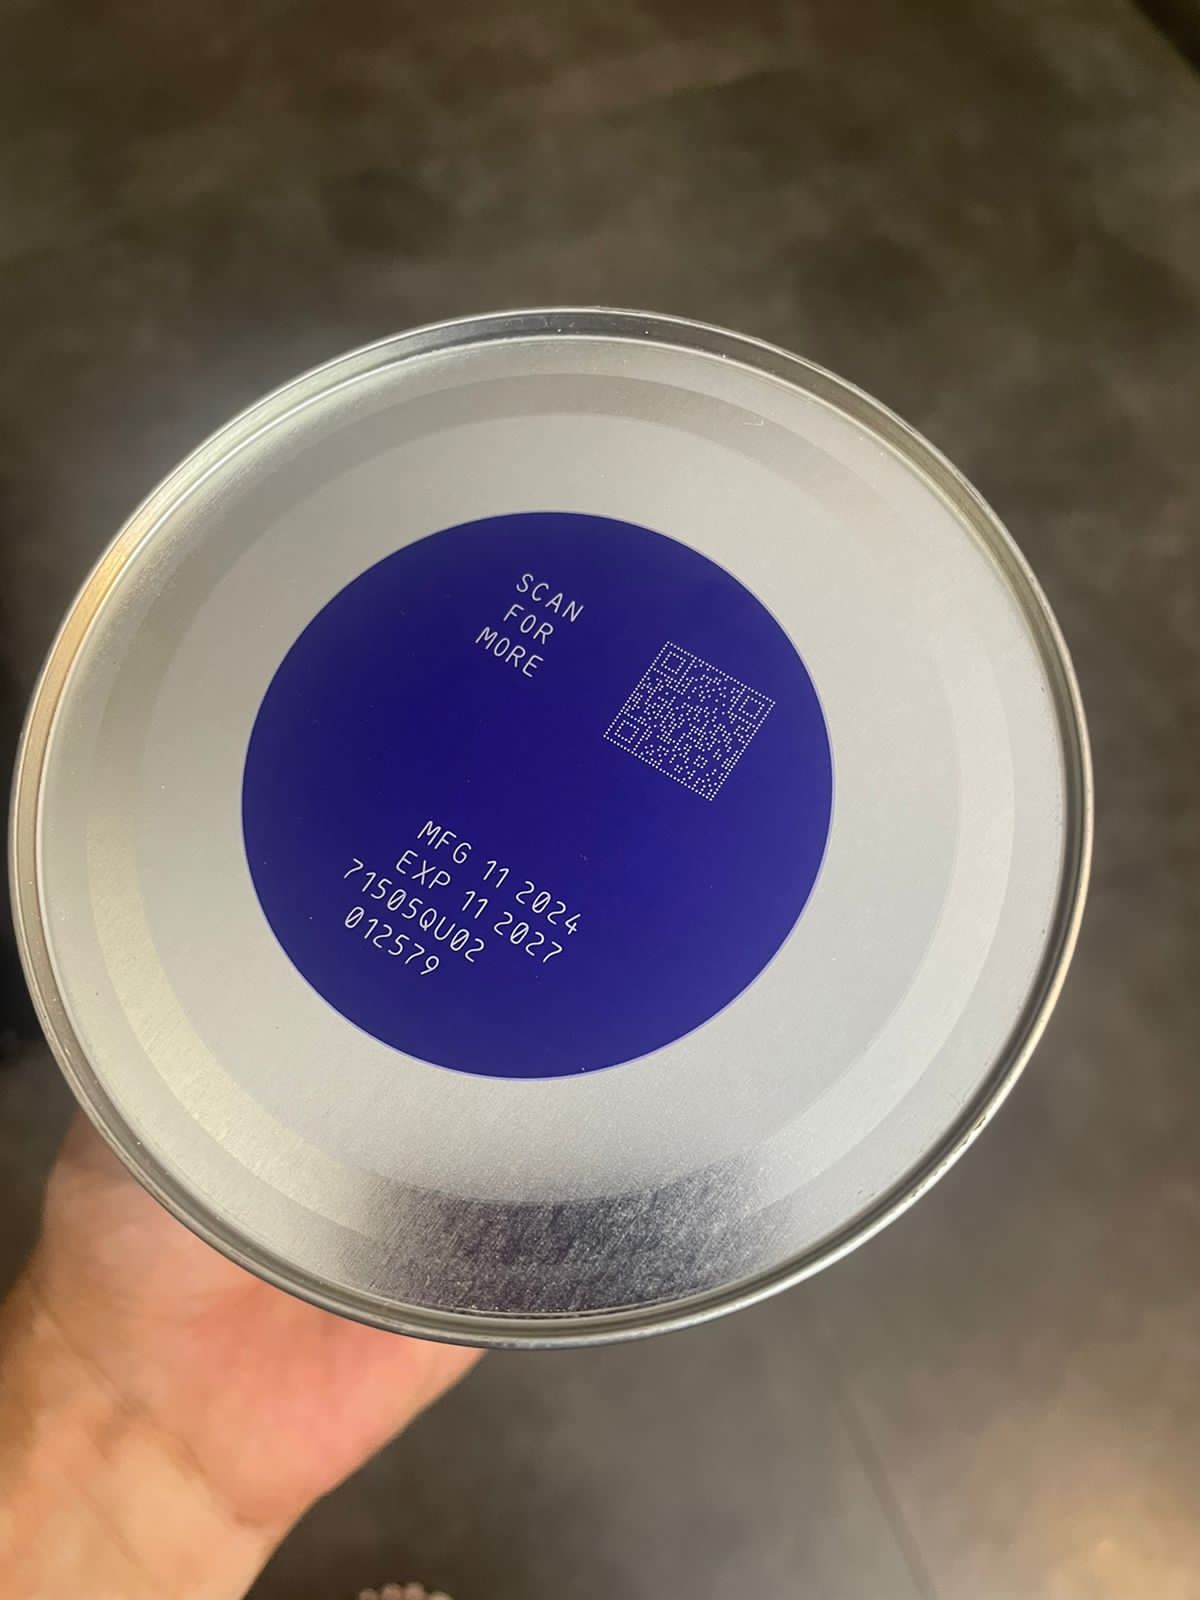 SCAN
FOR
MORE
MFG 11 2024
EXP 11 2027
71505QU02
012579